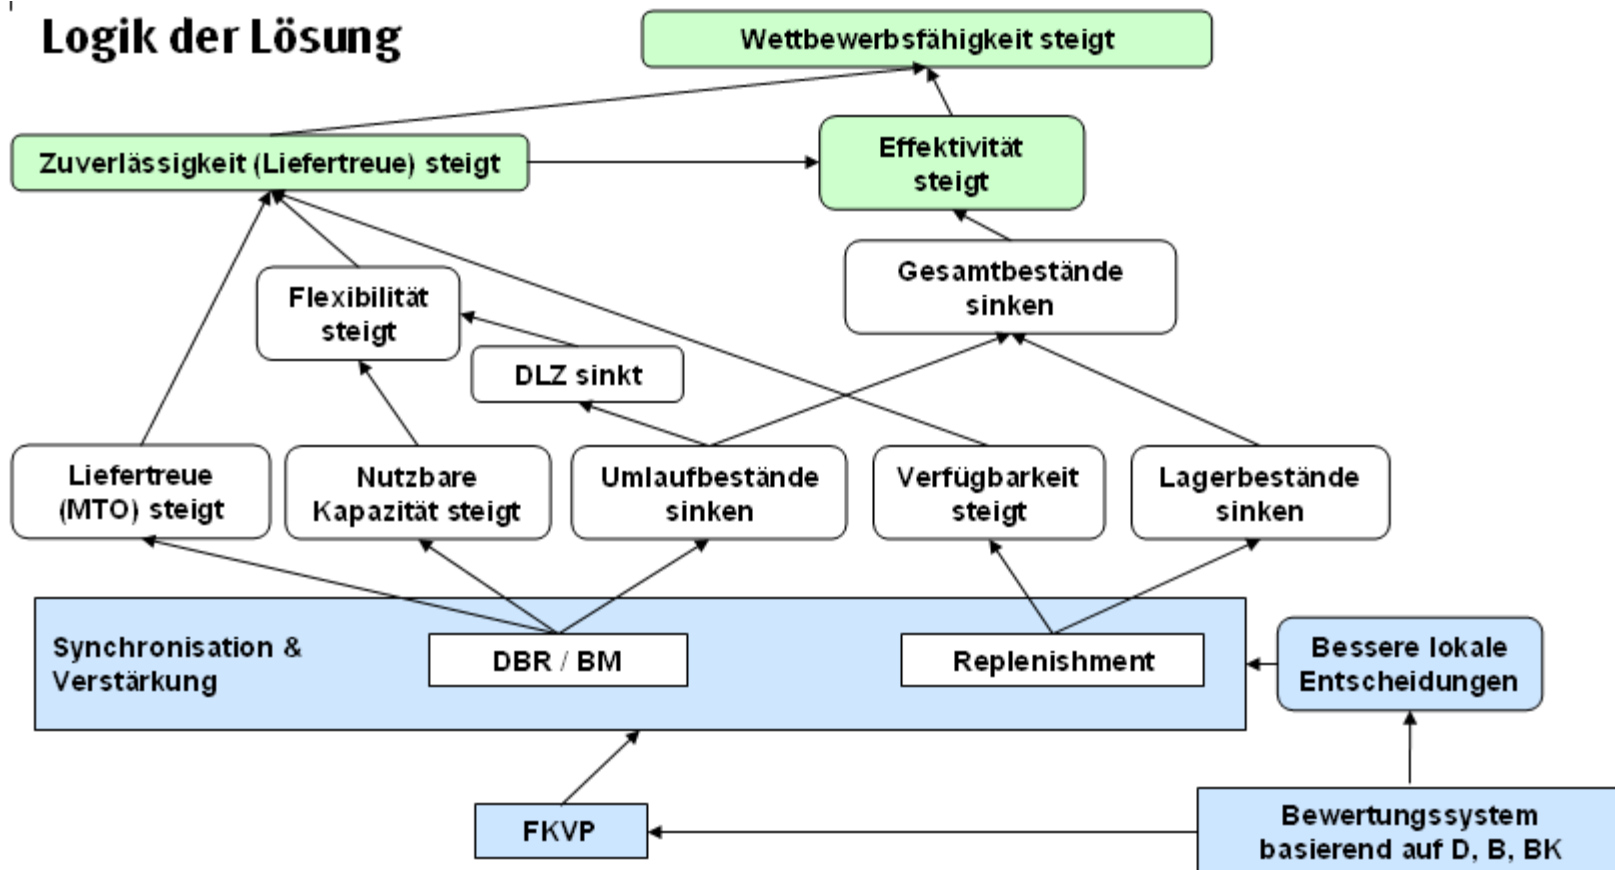 Logik der Lösung
Wettbewerbsfähigkeit steigt
Zuverlässigkeit (Liefertreue) steigt
Effektivität
steigt
Gesamtbestände
sinken
Flexibilität
steigt
DLZ sinkt
Liefertreue
(MTO) steigt
Nutzbare
Kapazität steigt
Umlaufbestände
sinken
Verfügbarkeit
steigt
Lagerbestände
sinken
Synchronisation &
Verstärkung
DBR / BM
Replenishment
Bessere lokale
Entscheidungen
FKVP
Bewertungssystem
basierend auf D, B, BK